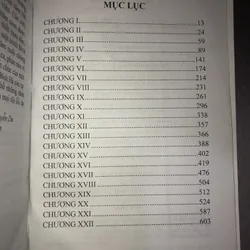 MỤC LỤC
CHƯƠNG I 13
CHƯƠNG II 24
CHƯƠNG III 59
CHƯƠNG IV 89
CHƯƠNG V 141
CHƯƠNG VI 174
CHƯƠNG VII 214
CHƯƠNG VIII 231
CHƯƠNG IX 261
CHƯƠNG X 296
CHƯƠNG XI 338
CHƯƠNG XII 357
CHƯƠNG XIII 366
CHƯƠNG XIV 388
CHƯƠNG XV 402
CHƯƠNG XVI 419
CHƯƠNG XVII 476
CHƯƠNG XVIII 504
CHƯƠNG XIX 512
CHƯƠNG XX 524
CHƯƠNG XXI 587
CHƯƠNG XXII 603